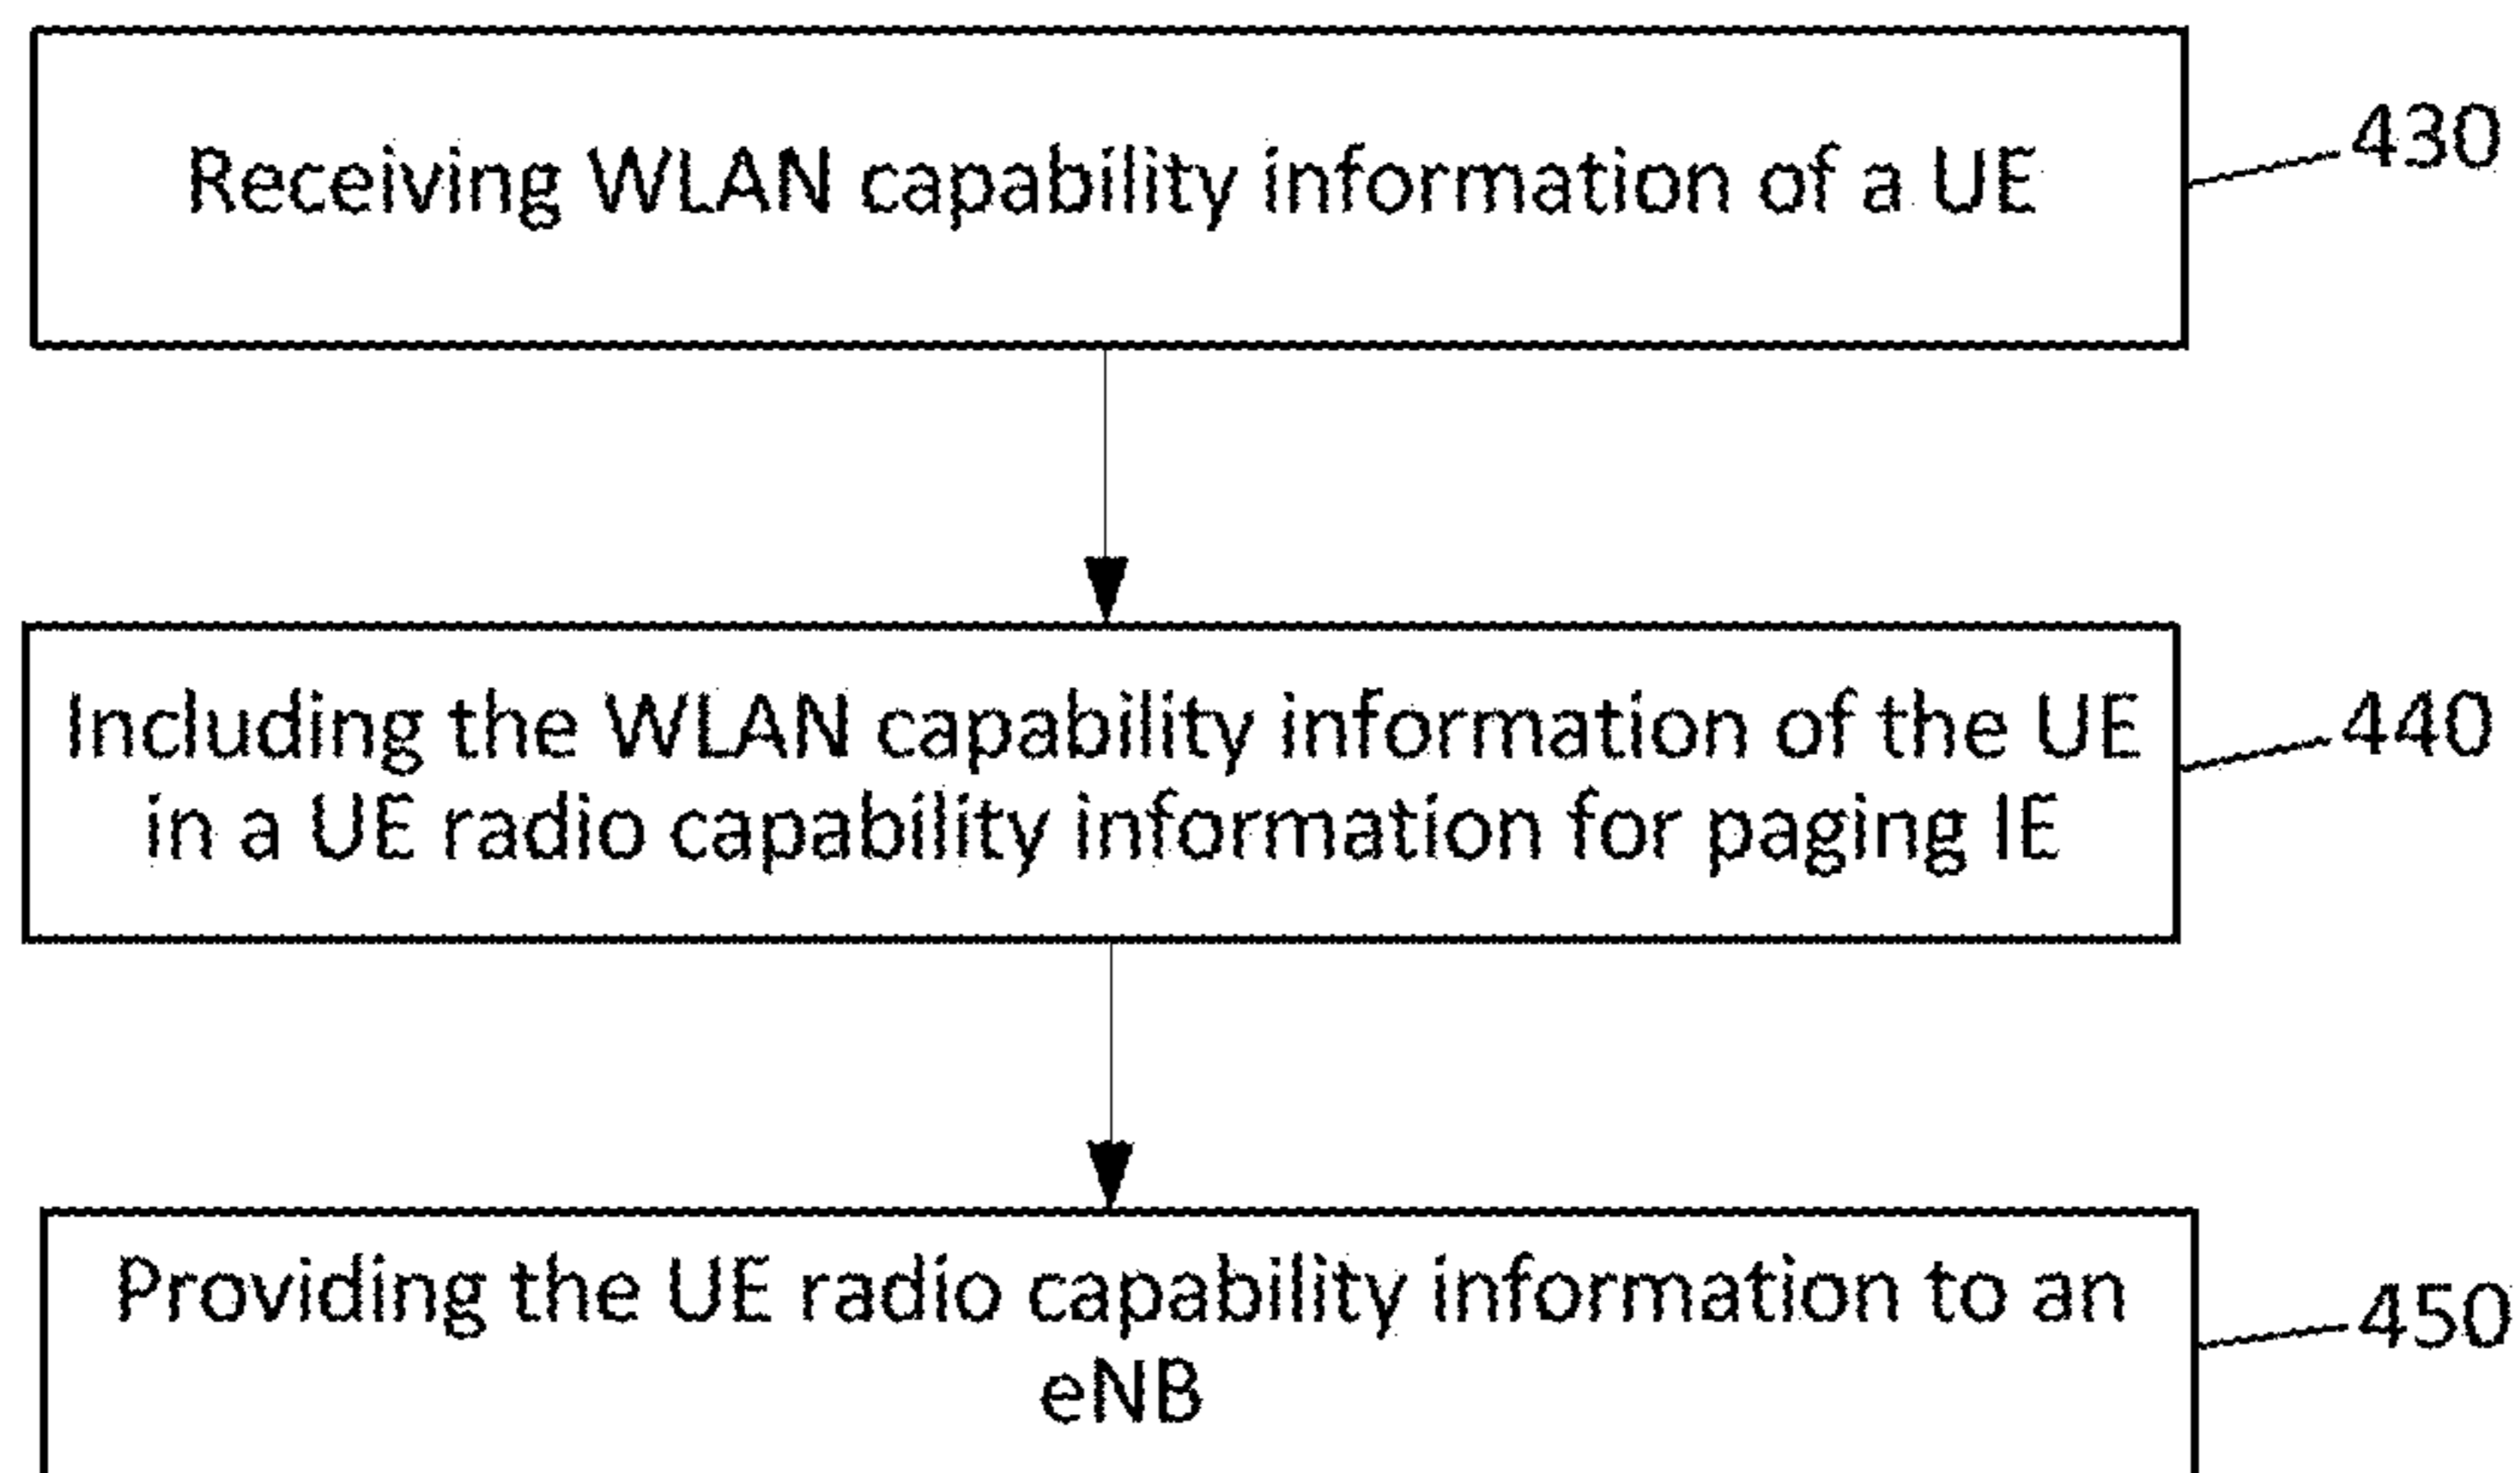 Receiving WLAN capability information of a UE
430
Including the WLAN capability information of the UE
in a UE radio capability information for paging IE
440
Providing the UE radio capability information to an
eNB
450